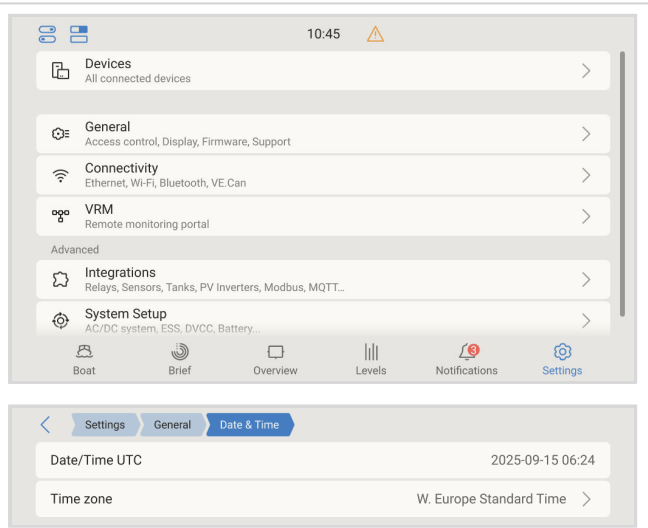 10:45
Devices
All connected devices
General
Access control, Display, Firmware, Support
Connectivity
Ethernet, Wi-Fi, Bluetooth, VE.Can
VRM
Remote monitoring portal
Advanced
Integrations
Relays, Sensors, Tanks, PV Inverters, Modbus, MQTT...
System Setup
AC/DC system, ESS, DVCC, Battery...
3
Boat Brief Overview Levels Notifications Settings
Settings General Date & Time
Date/Time UTC 2025-09-15 06:24
Time zone W. Europe Standard Time